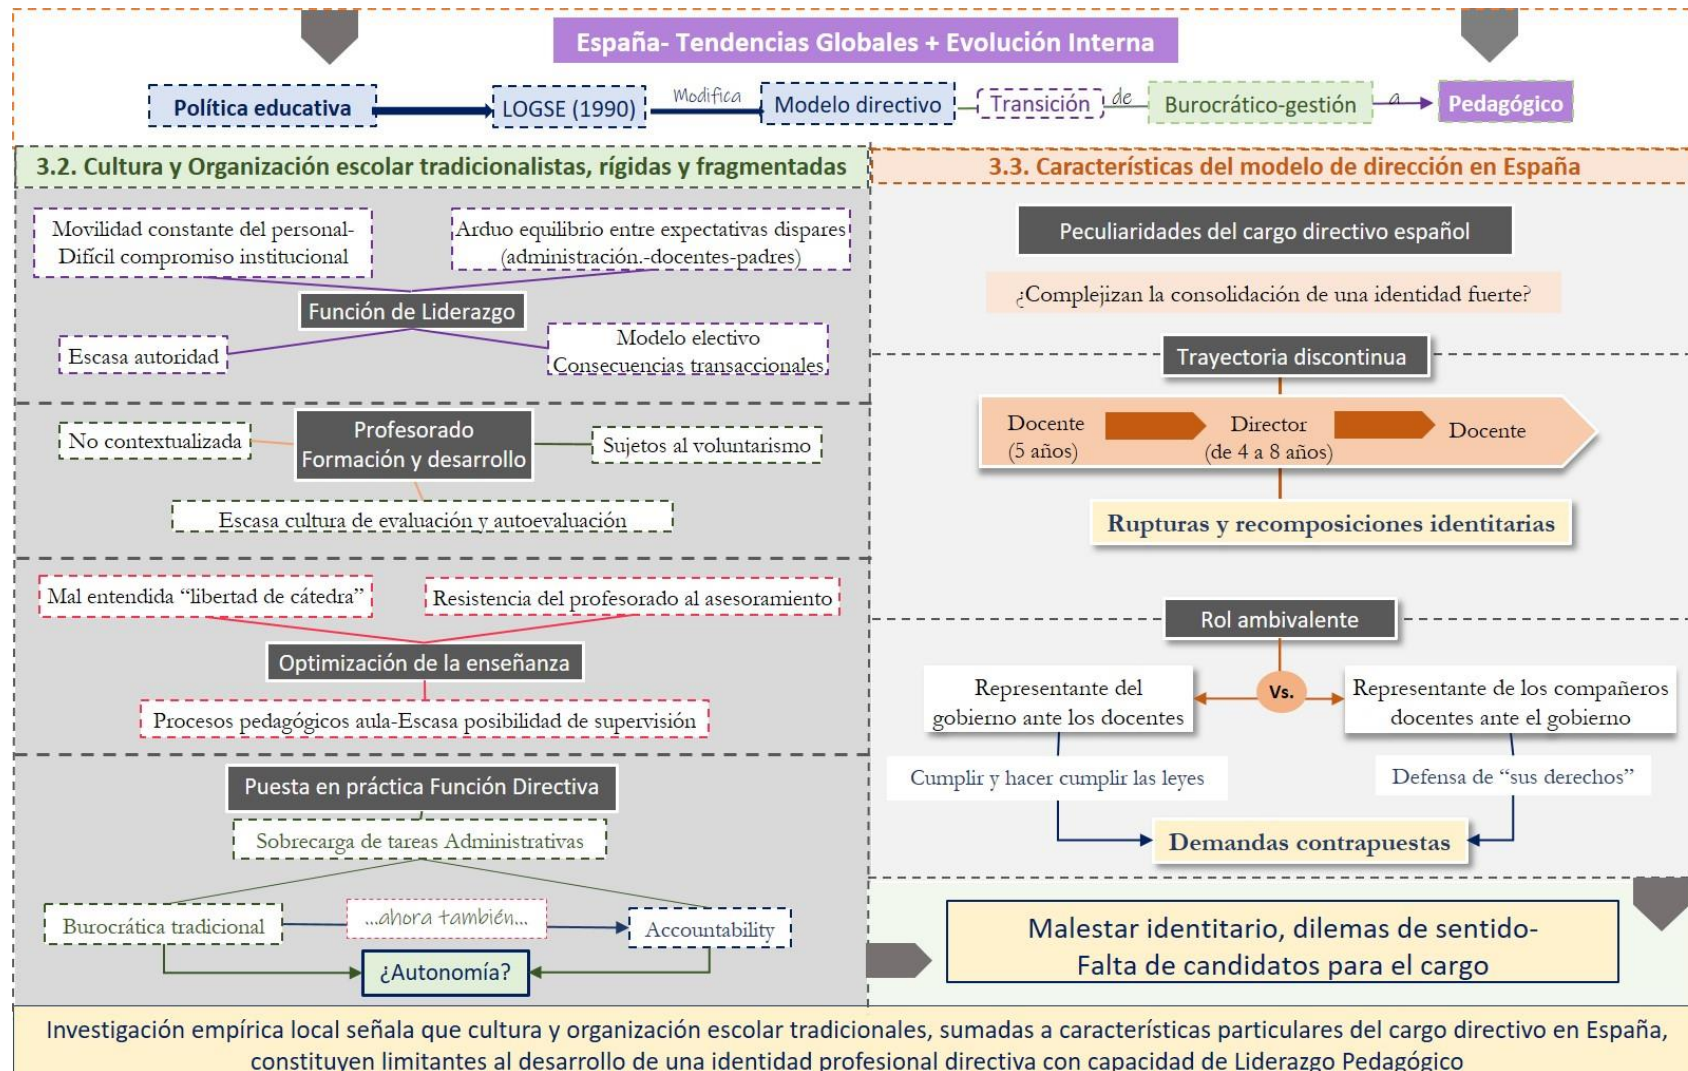 España- Tendencias Globales + Evolución Interna
Política educativa
LOGSE (1990)
Modifica
Modelo directivo
Transición
de
Burocrático-gestión
a
Pedagógico
3.2. Cultura y Organización escolar tradicionalistas, rígidas y fragmentadas
Movilidad constante del personal-
Difícil compromiso institucional
Arduo equilibrio entre expectativas dispares
(administración.-docentes-padres)
Función de Liderazgo
Escasa autoridad
Modelo electivo
Consecuencias transaccionales
No contextualizada
Profesorado
Formación y desarrollo
Sujetos al voluntarismo
Escasa cultura de evaluación y autoevaluación
Mal entendida “libertad de cátedra”
Resistencia del profesorado al asesoramiento
Optimización de la enseñanza
Procesos pedagógicos aula-Escasa posibilidad de supervisión
Puesta en práctica Función Directiva
Sobrecarga de tareas Administrativas
Burocrática tradicional
...ahora también...
Accountability
¿Autonomía?
3.3. Características del modelo de dirección en España
Peculiaridades del cargo directivo español
¿Complejizan la consolidación de una identidad fuerte?
Trayectoria discontinua
Docente
(5 años)
Director
(de 4 a 8 años)
Docente
Rupturas y recomposiciones identitarias
Rol ambivalente
Representante del
gobierno ante los docentes
Vs.
Representante de los compañeros
docentes ante el gobierno
Cumplir y hacer cumplir las leyes
Defensa de “sus derechos”
Demandas contrapuestas
Malestar identitario, dilemas de sentido-
Falta de candidatos para el cargo
Investigación empírica local señala que cultura y organización escolar tradicionales, sumadas a características particulares del cargo directivo en España,
constituyen limitantes al desarrollo de una identidad profesional directiva con capacidad de Liderazgo Pedagógico